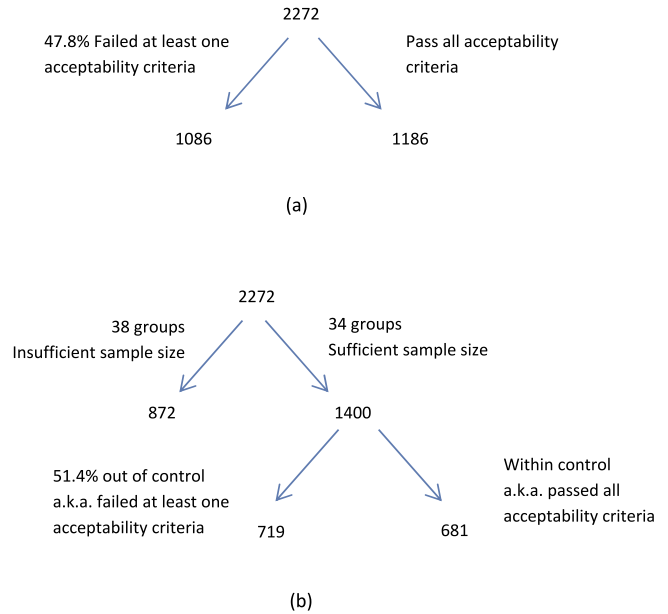 2272
47.8% Failed at least one
acceptability criteria
Pass all acceptability
criteria
1086
1186
(a)
2272
38 groups
Insufficient sample size
34 groups
Sufficient sample size
872
1400
51.4% out of control
a.k.a. failed at least one
acceptability criteria
Within control
a.k.a. passed all
acceptability criteria
719
681
(b)